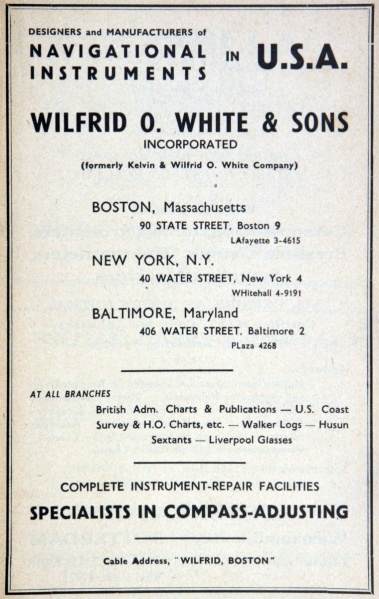 DESIGNERS and MANUFACTURERS of
NAVIGATIONAL INSTRUMENTS IN U.S.A.
WILFRID O. WHITE & SONS
INCORPORATED
(formerly Kelvin & Wilfrid O. White Company)
BOSTON, Massachusetts
90 STATE STREET, Boston 9
LAfayette 3-4615
NEW YORK, N.Y.
40 WATER STREET, New York 4
WHitehall 4-9191
BALTIMORE, Maryland
406 WATER STREET, Baltimore 2
PLaza 4268
AT ALL BRANCHES
British Adm. Charts & Publications — U.S. Coast
Survey & H.O. Charts, etc. — Walker Logs — Husun
Sextants — Liverpool Glasses
COMPLETE INSTRUMENT-REPAIR FACILITIES
SPECIALISTS IN COMPASS-ADJUSTING
Cable Address, "WILFRID, BOSTON"